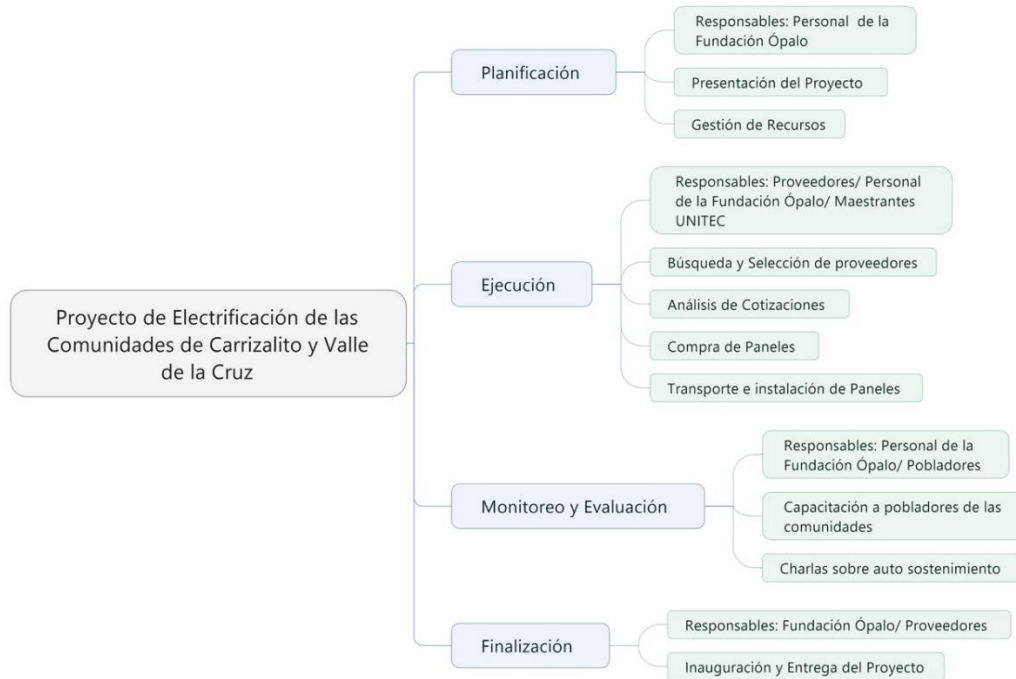 Proyecto de Electrificación de las
Comunidades de Carrizalito y Valle
de la Cruz
Planificación
Responsables: Personal de la
Fundación Ópalo
Presentación del Proyecto
Gestión de Recursos
Ejecución
Responsables: Proveedores/ Personal
de la Fundación Ópalo/ Maestrantes
UNITEC
Búsqueda y Selección de proveedores
Análisis de Cotizaciones
Compra de Paneles
Transporte e instalación de Paneles
Monitoreo y Evaluación
Responsables: Personal de la
Fundación Ópalo/ Pobladores
Capacitación a pobladores de las
comunidades
Charlas sobre auto sostenimiento
Finalización
Responsables: Fundación Ópalo/ Proveedores
Inauguración y Entrega del Proyecto